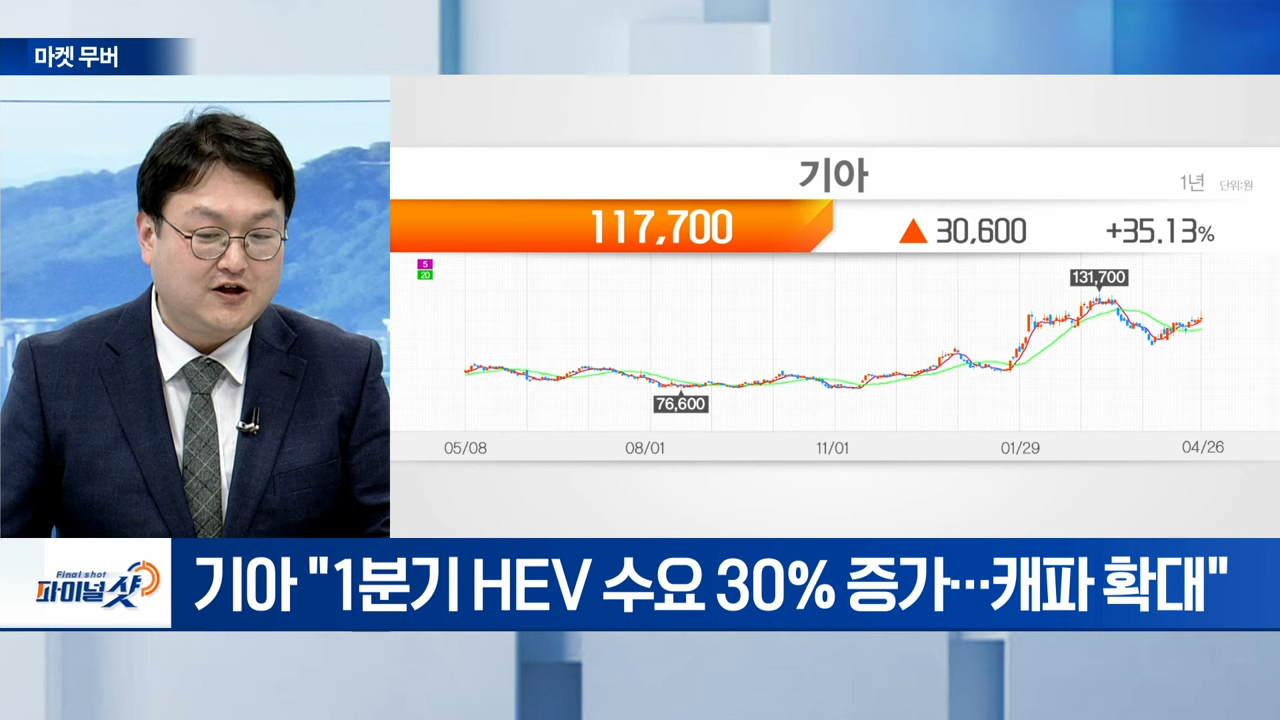 마켓 무버
기아
1년 단위:원
117,700 ▲ 30,600 +35.13%
5
20
131,700
76,600
05/08 08/01 11/01 01/29 04/26
Final shot
파이널샷
기아 "1분기 HEV 수요 30% 증가…캐파 확대"